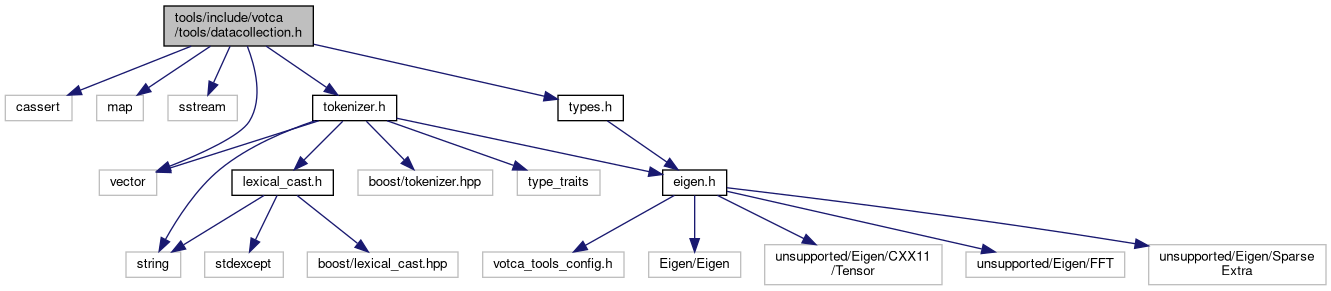 tools/include/votca
/tools/datacollection.h
cassert
map
sstream
tokenizer.h
types.h
vector
lexical_cast.h
boost/tokenizer.hpp
type_traits
eigen.h
string
stdexcept
boost/lexical_cast.hpp
votca_tools_config.h
Eigen/Eigen
unsupported/Eigen/CXX11
/Tensor
unsupported/Eigen/FFT
unsupported/Eigen/Sparse
Extra